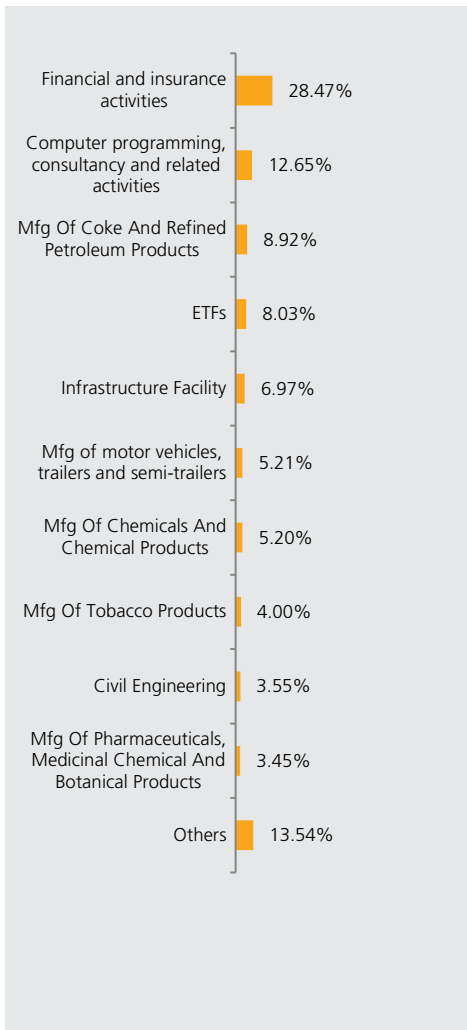 Financial and insurance
activities
28.47%
Computer programming,
consultancy and related
activities
12.65%
Mfg Of Coke And Refined
Petroleum Products
8.92%
ETFs
8.03%
Infrastructure Facility
6.97%
Mfg of motor vehicles,
trailers and semi-trailers
5.21%
Mfg Of Chemicals And
Chemical Products
5.20%
Mfg Of Tobacco Products
4.00%
Civil Engineering
3.55%
Mfg Of Pharmaceuticals,
Medicinal Chemical And
Botanical Products
3.45%
Others
13.54%